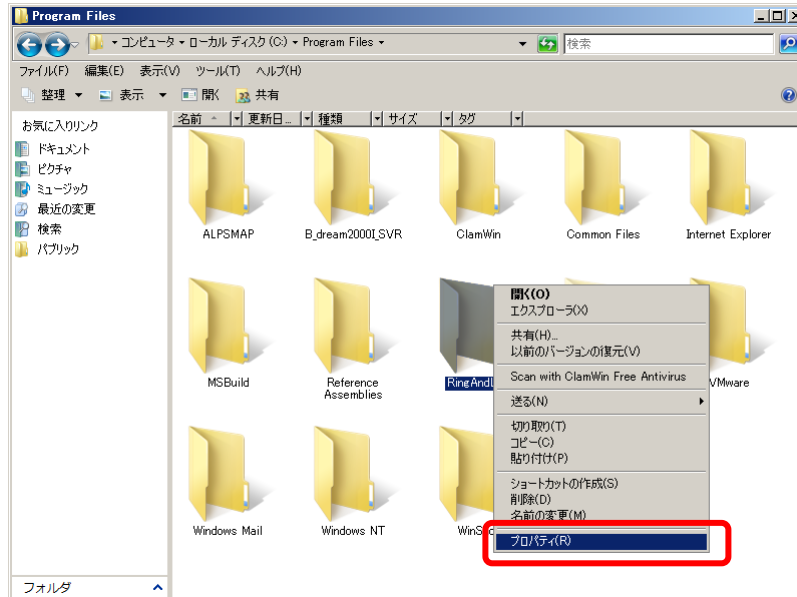 Program Files
コンピュータ ▾ ローカル ディスク (C:) ▾ Program Files ▾
検索
ファイル(F) 編集(E) 表示(V) ツール(T) ヘルプ(H)
整理 ▼ 表示 ▼ 開く 共有
お気に入りリンク
ドキュメント
ピクチャ
ミュージック
最近の変更
検索
パブリック
名前 更新日... 種類 サイズ タグ
ALPSMAP B_dream2000I_SVR ClamWin Common Files Internet Explorer
MSBuild Reference Assemblies VMware
Windows Mail Windows NT
開く(O)
エクスプローラ(X)
共有(H)...
以前のバージョンの復元(V)
Scan with ClamWin Free Antivirus
送る(N)
切り取り(T)
コピー(C)
貼り付け(P)
ショートカットの作成(S)
削除(D)
名前の変更(M)
プロパティ(R)
フォルダ